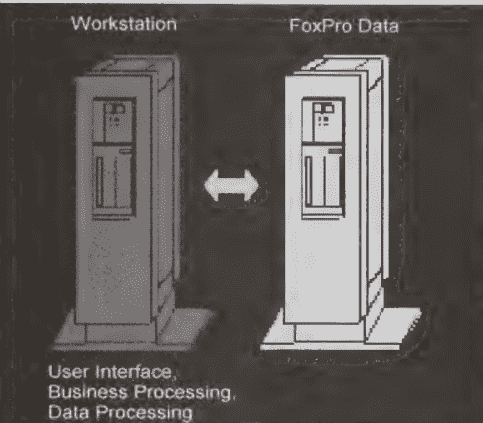 Workstation
FoxPro Data
User Interface,
Business Processing,
Data Processing